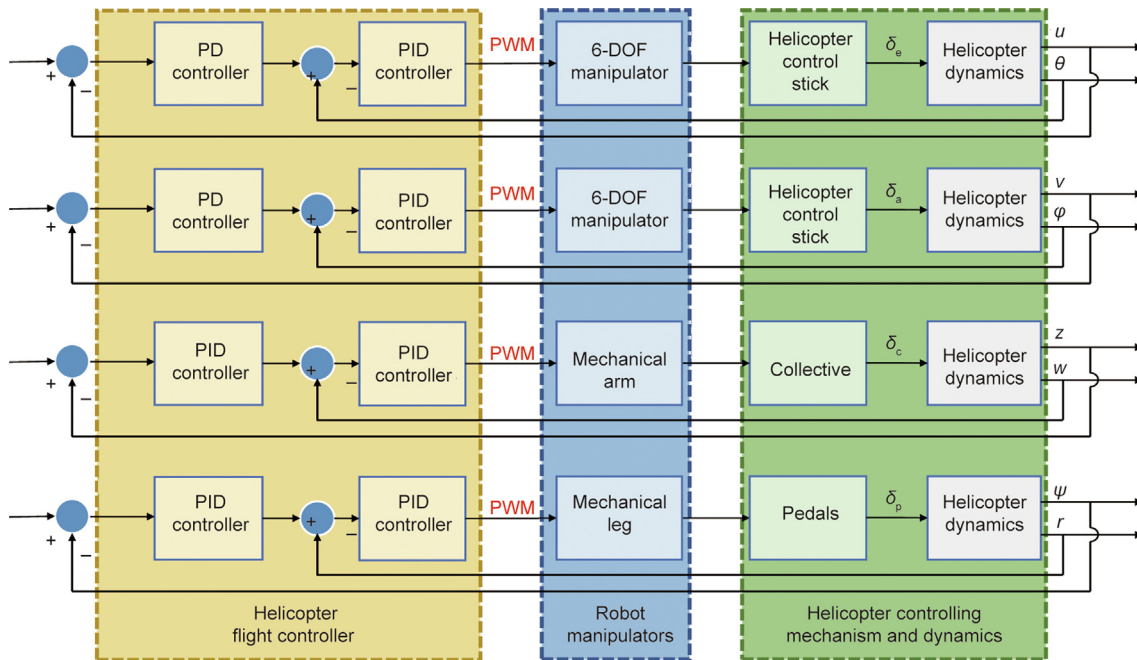 PD
controller
PID
controller
PWM
6-DOF
manipulator
Helicopter
control
stick
δe
Helicopter
dynamics
u
θ
+
−
+
−
PD
controller
PID
controller
PWM
6-DOF
manipulator
Helicopter
control
stick
δa
Helicopter
dynamics
v
φ
+
−
+
−
PID
controller
PID
controller
PWM
Mechanical
arm
Collective
δc
Helicopter
dynamics
z
w
+
−
+
−
PID
controller
PID
controller
PWM
Mechanical
leg
Pedals
δp
Helicopter
dynamics
ψ
r
+
−
+
−
Helicopter
flight controller
Robot
manipulators
Helicopter controlling
mechanism and dynamics